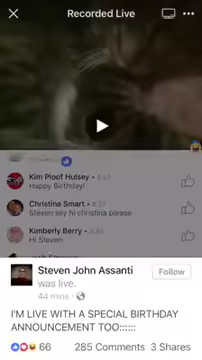 Recorded Live
Kim Ploof Hulsey •
Happy Birthday!
Christina Smart •
Steven say hi christina please
Kimberly Berry •
Hi Steven
Steven John Assanti
Follow
was live.
44 mins •
I'M LIVE WITH A SPECIAL BIRTHDAY
ANNOUNCEMENT TOO::::::
66
285 Comments 3 Shares